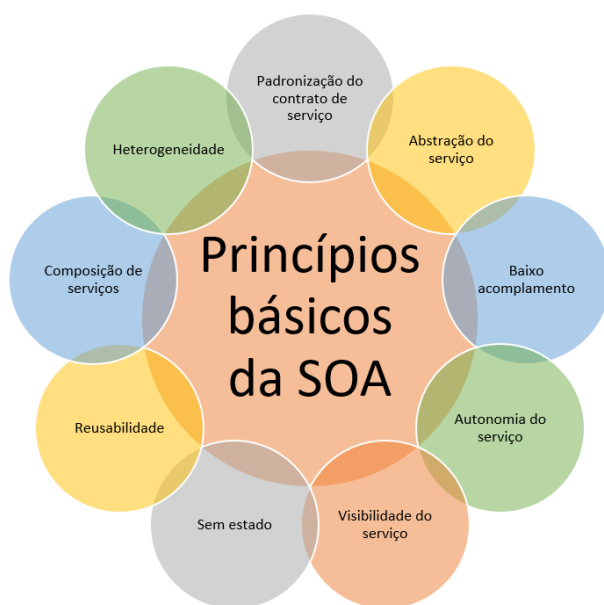 Padronização do
contrato de
serviço
Abstração do
serviço
Baixo
acomplamento
Autonomia do
serviço
Visibilidade do
serviço
Sem estado
Reusabilidade
Composição de
serviços
Heterogeneidade
Princípios
básicos
da SOA